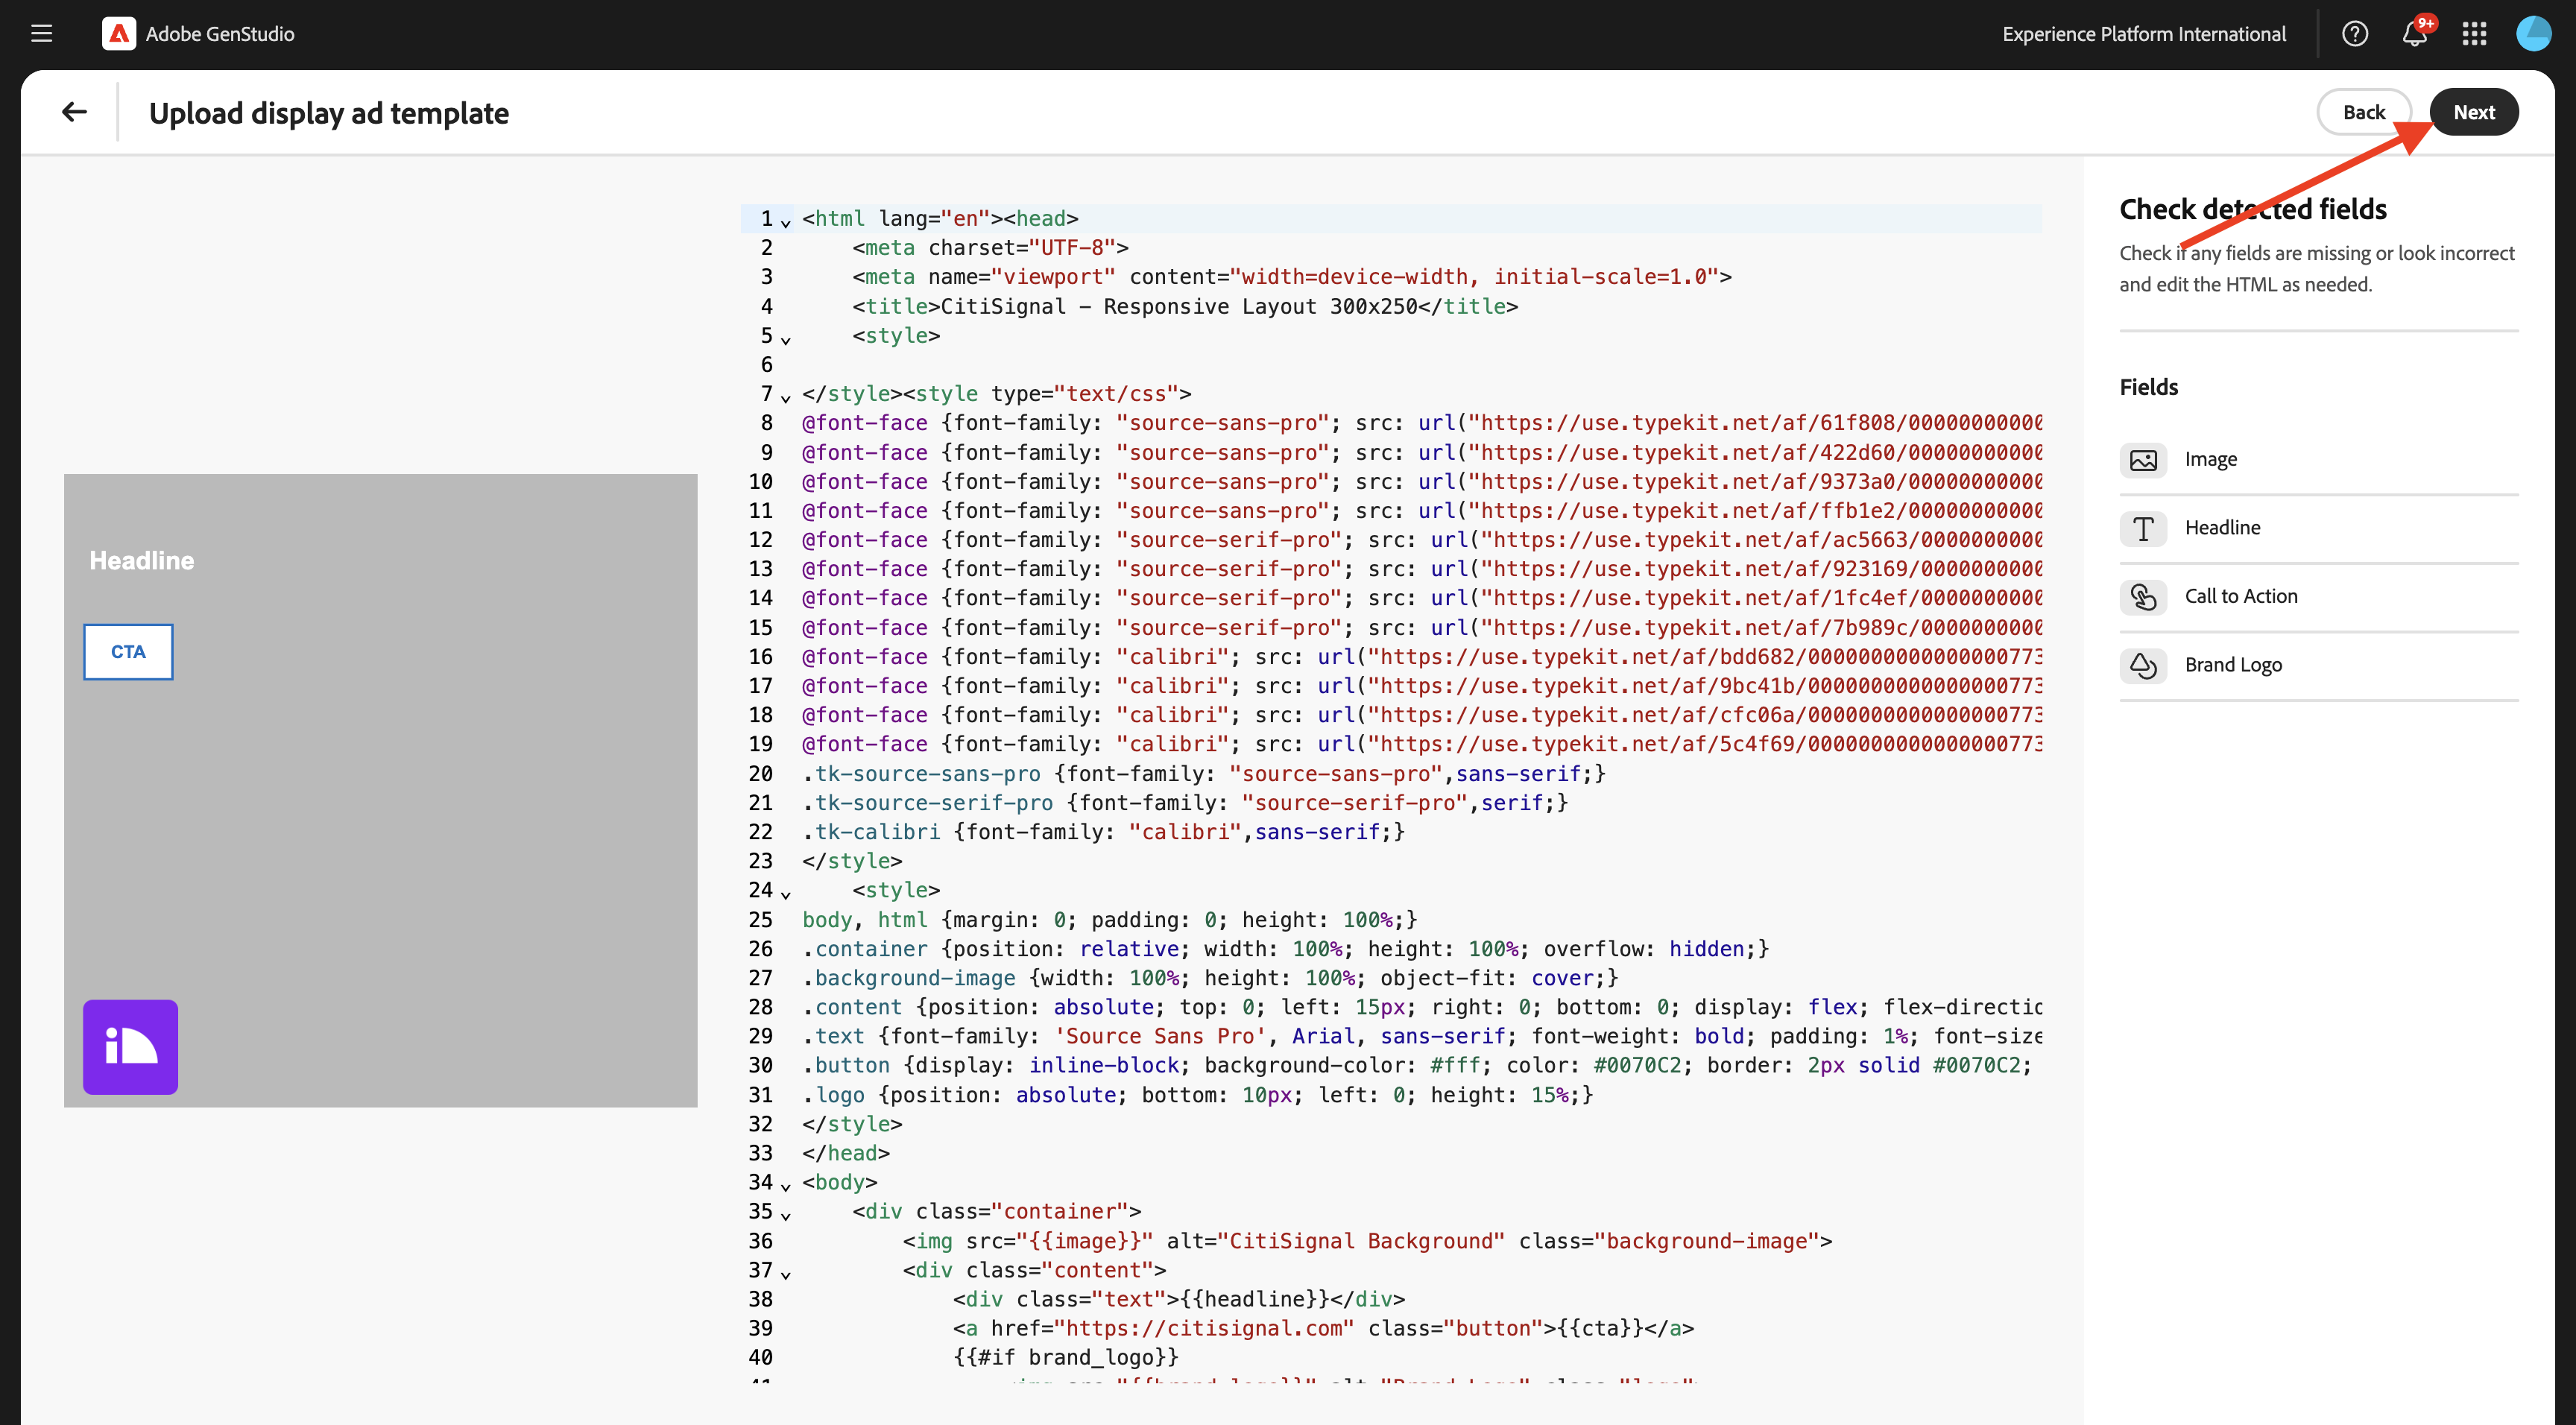 Adobe GenStudio
Experience Platform International
9+
Upload display ad template
Back
Next
Headline
CTA
1 <html lang="en"><head>
2 <meta charset="UTF-8">
3 <meta name="viewport" content="width=device-width, initial-scale=1.0">
4 <title>CitiSignal – Responsive Layout 300x250</title>
5 <style>
6
7 </style><style type="text/css">
8 @font-face {font-family: "source-sans-pro"; src: url("https://use.typekit.net/af/61f808/00000000000
9 @font-face {font-family: "source-sans-pro"; src: url("https://use.typekit.net/af/422d60/00000000000
10 @font-face {font-family: "source-sans-pro"; src: url("https://use.typekit.net/af/9373a0/00000000000
11 @font-face {font-family: "source-sans-pro"; src: url("https://use.typekit.net/af/ffb1e2/00000000000
12 @font-face {font-family: "source-serif-pro"; src: url("https://use.typekit.net/af/ac5663/0000000000
13 @font-face {font-family: "source-serif-pro"; src: url("https://use.typekit.net/af/923169/0000000000
14 @font-face {font-family: "source-serif-pro"; src: url("https://use.typekit.net/af/1fc4ef/0000000000
15 @font-face {font-family: "source-serif-pro"; src: url("https://use.typekit.net/af/7b989c/0000000000
16 @font-face {font-family: "calibri"; src: url("https://use.typekit.net/af/bdd682/0000000000000000773
17 @font-face {font-family: "calibri"; src: url("https://use.typekit.net/af/9bc41b/0000000000000000773
18 @font-face {font-family: "calibri"; src: url("https://use.typekit.net/af/cfc06a/0000000000000000773
19 @font-face {font-family: "calibri"; src: url("https://use.typekit.net/af/5c4f69/0000000000000000773
20 .tk-source-sans-pro {font-family: "source-sans-pro",sans-serif;}
21 .tk-source-serif-pro {font-family: "source-serif-pro",serif;}
22 .tk-calibri {font-family: "calibri",sans-serif;}
23 </style>
24 <style>
25 body, html {margin: 0; padding: 0; height: 100%;}
26 .container {position: relative; width: 100%; height: 100%; overflow: hidden;}
27 .background-image {width: 100%; height: 100%; object-fit: cover;}
28 .content {position: absolute; top: 0; left: 15px; right: 0; bottom: 0; display: flex; flex-directio
29 .text {font-family: 'Source Sans Pro', Arial, sans-serif; font-weight: bold; padding: 1%; font-size
30 .button {display: inline-block; background-color: #fff; color: #0070C2; border: 2px solid #0070C2;
31 .logo {position: absolute; bottom: 10px; left: 0; height: 15%;}
32 </style>
33 </head>
34 <body>
35 <div class="container">
36 <img src="{{image}}" alt="CitiSignal Background" class="background-image">
37 <div class="content">
38 <div class="text">{{headline}}</div>
39 <a href="https://citisignal.com" class="button">{{cta}}</a>
40 {{#if brand_logo}}
Check detected fields
Check if any fields are missing or look incorrect
and edit the HTML as needed.
Fields
Image
Headline
Call to Action
Brand Logo